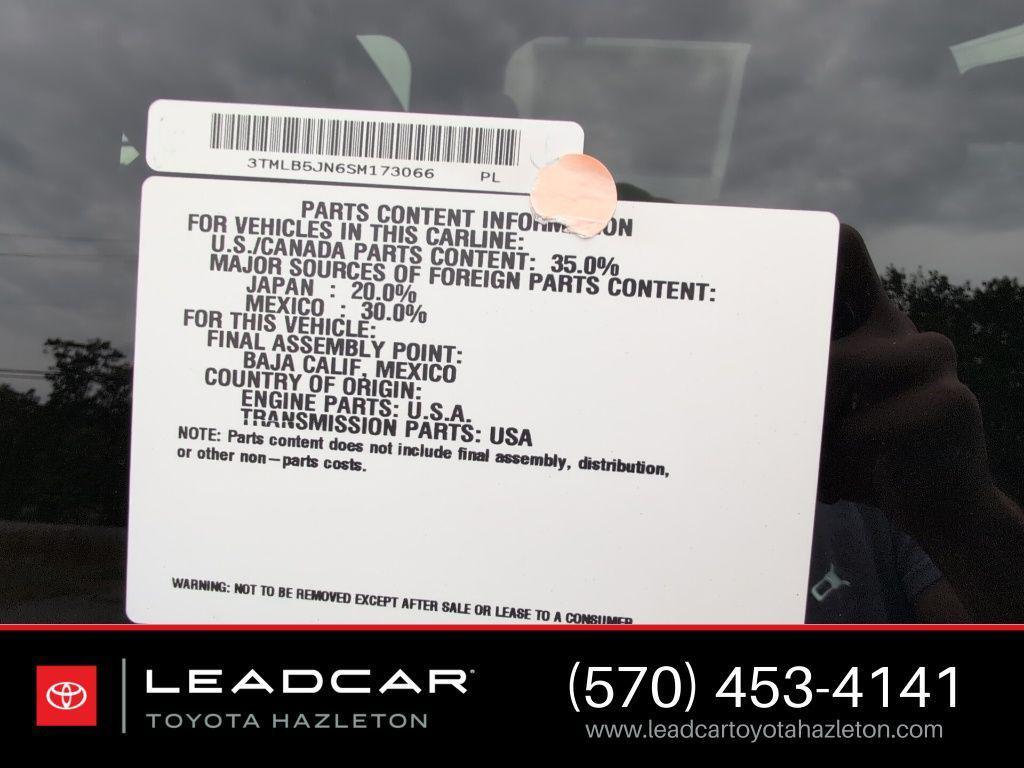 3TMLB5JN6SM173066 PL
PARTS CONTENT
FOR VEHICLES IN THIS CARLINE:
U.S./CANADA PARTS CONTENT: 35.0%
MAJOR SOURCES OF FOREIGN PARTS CONTENT:
JAPAN : 20.0%
MEXICO : 30.0%
FOR THIS VEHICLE:
FINAL ASSEMBLY POINT:
BAJA CALIF, MEXICO
COUNTRY OF ORIGIN:
ENGINE PARTS: U.S.A.
TRANSMISSION PARTS: USA
NOTE: Parts content does not include final assembly, distribution,
or other non-parts costs.
WARNING: NOT TO BE REMOVED EXCEPT AFTER SALE OR LEASE TO A CONSUMER
LEADCAR
TOYOTA HAZLETON
(570) 453-4141
www.leadcartoyotahazleton.com